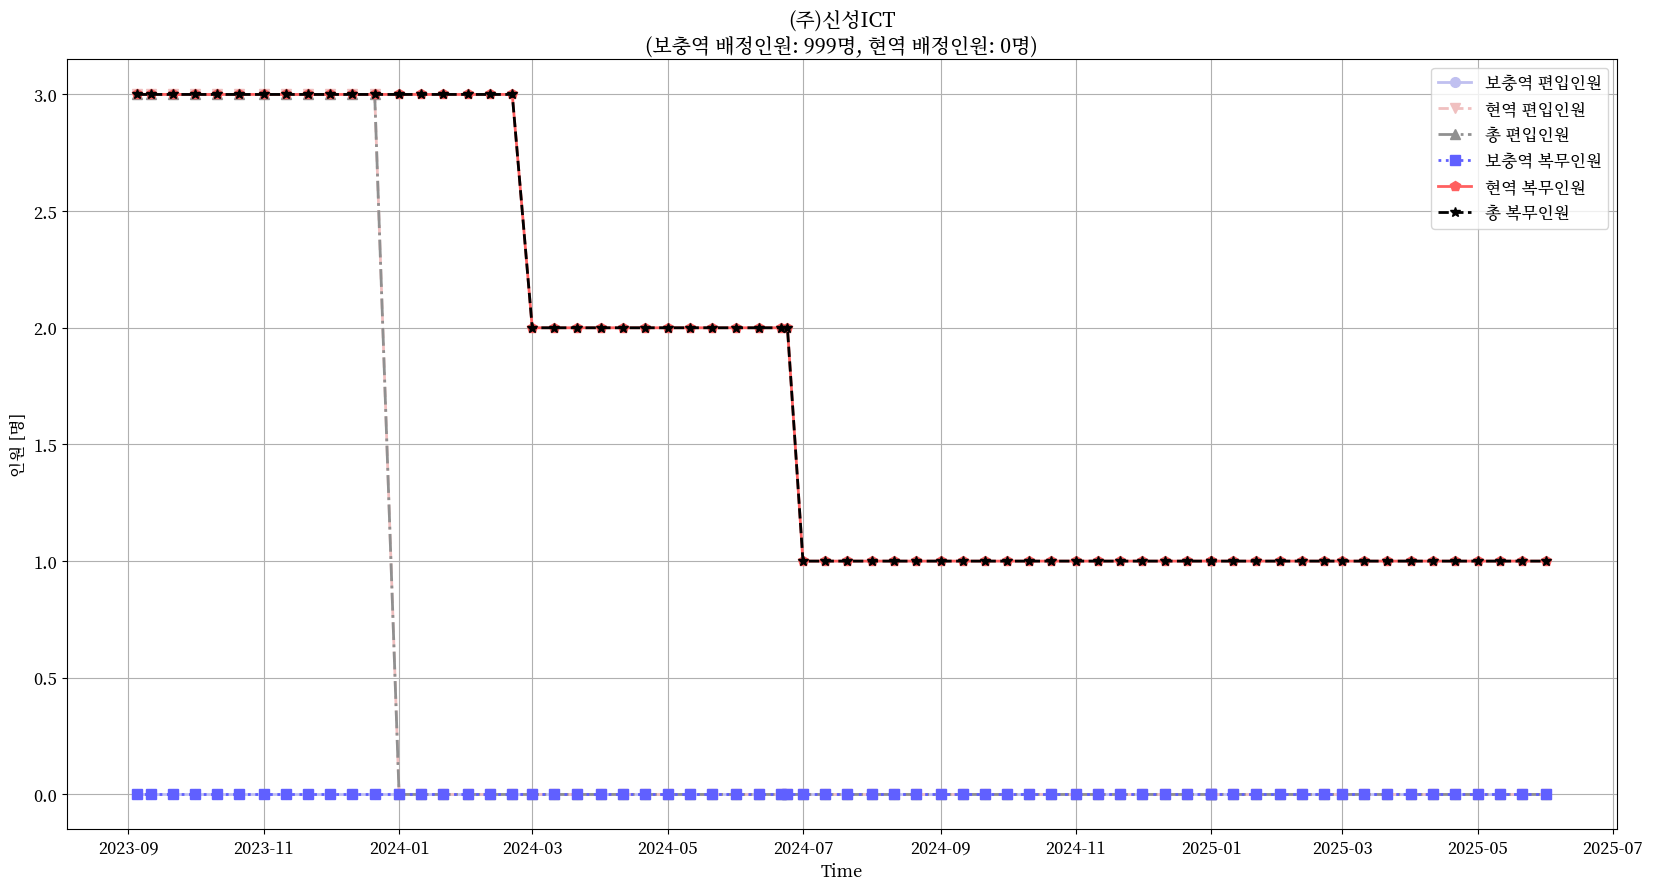 (주)신성ICT
(보충역 배정인원: 999명, 현역 배정인원: 0명)
보충역 편입인원
현역 편입인원
총 편입인원
보충역 복무인원
현역 복무인원
총 복무인원
3.0
2.5
2.0
1.5
1.0
0.5
0.0
인원 [명]
2023-09 2023-11 2024-01 2024-03 2024-05 2024-07 2024-09 2024-11 2025-01 2025-03 2025-05 2025-07
Time